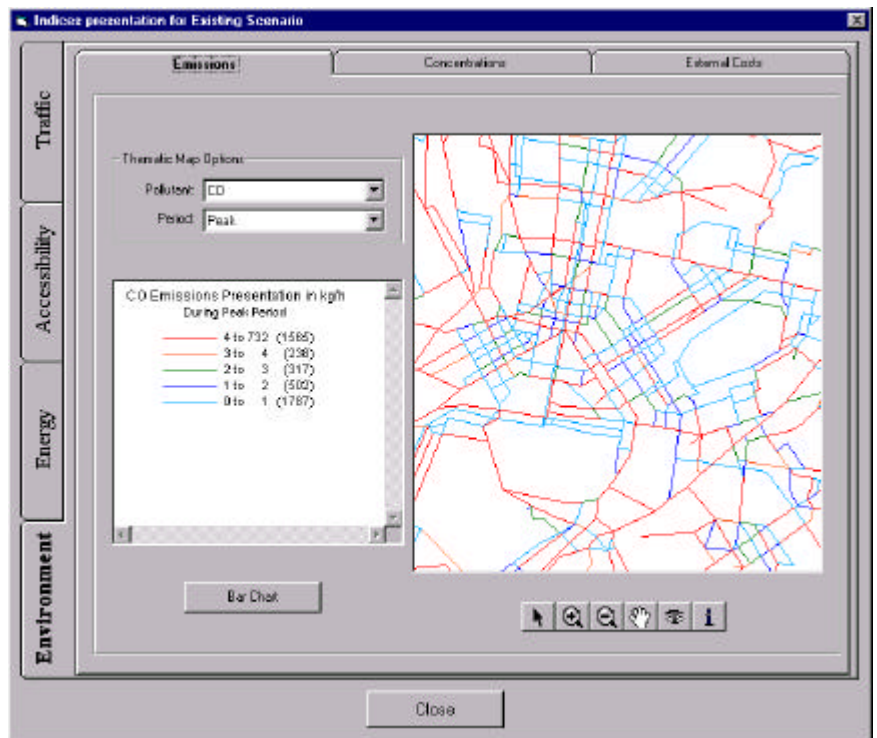 Indices presentation for Existing Scenario
Emissions
Concentrations
External Costs
Traffic
Accessibility
Energy
Environment
Thematic Map Options
Pollutant: CO
Period: Peak
CO Emissions Presentation in kg/h
During Peak Period
4 to 732 (1585)
3 to 4 (238)
2 to 3 (317)
1 to 2 (502)
0 to 1 (1787)
Bar Chart
Close